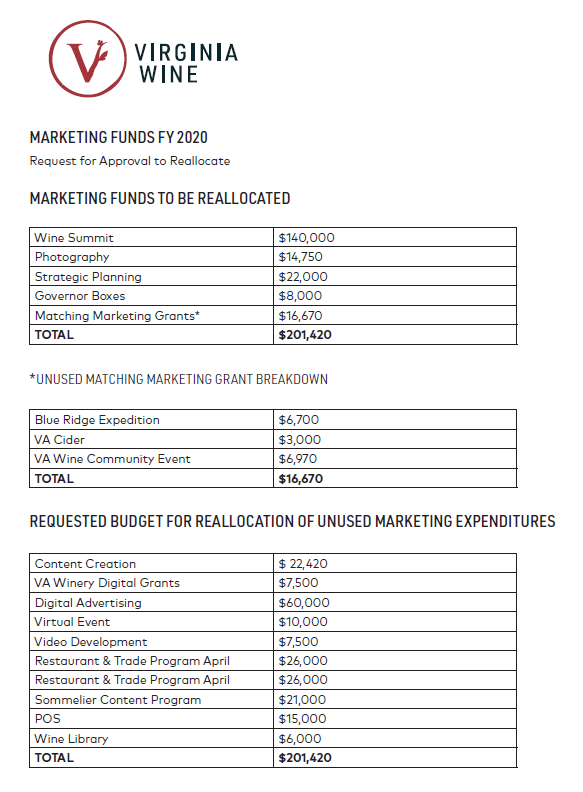 VIRGINIA
WINE
MARKETING FUNDS FY 2020
Request for Approval to Reallocate
MARKETING FUNDS TO BE REALLOCATED
Wine Summit $140,000
Photography $14,750
Strategic Planning $22,000
Governor Boxes $8,000
Matching Marketing Grants* $16,670
TOTAL $201,420
*UNUSED MATCHING MARKETING GRANT BREAKDOWN
Blue Ridge Expedition $6,700
VA Cider $3,000
VA Wine Community Event $6,970
TOTAL $16,670
REQUESTED BUDGET FOR REALLOCATION OF UNUSED MARKETING EXPENDITURES
Content Creation $ 22,420
VA Winery Digital Grants $7,500
Digital Advertising $60,000
Virtual Event $10,000
Video Development $7,500
Restaurant & Trade Program April $26,000
Restaurant & Trade Program April $26,000
Sommelier Content Program $21,000
POS $15,000
Wine Library $6,000
TOTAL $201,420